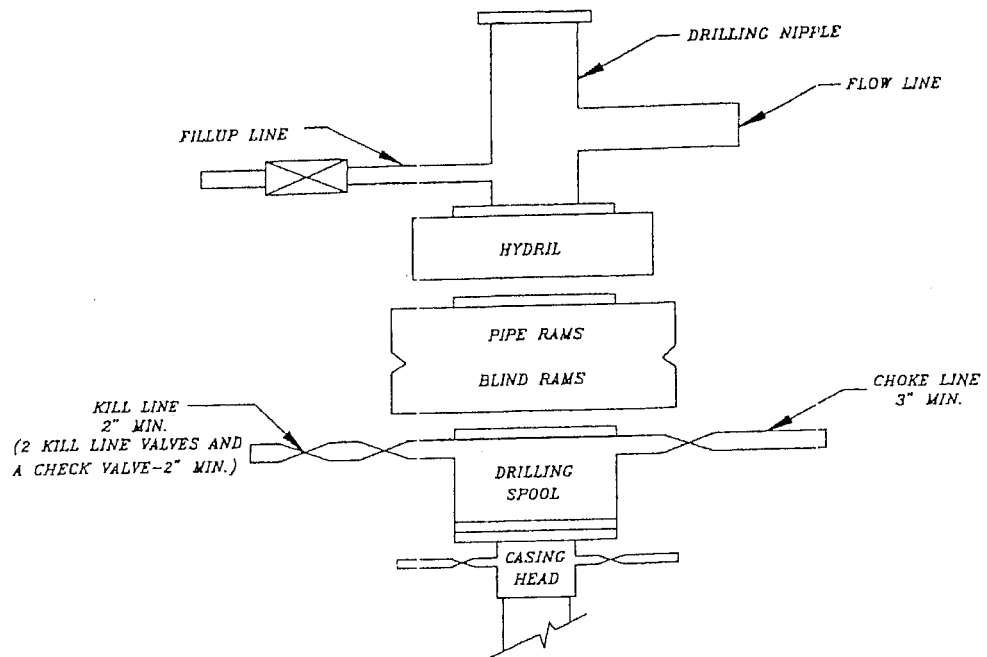 DRILLING NIPPLE
FLOW LINE
FILLUP LINE
HYDRIL
PIPE RAMS
BLIND RAMS
CHOKE LINE
3" MIN.
KILL LINE
2" MIN.
(2 KILL LINE VALVES AND
A CHECK VALVE-2" MIN.)
DRILLING
SPOOL
CASING
HEAD